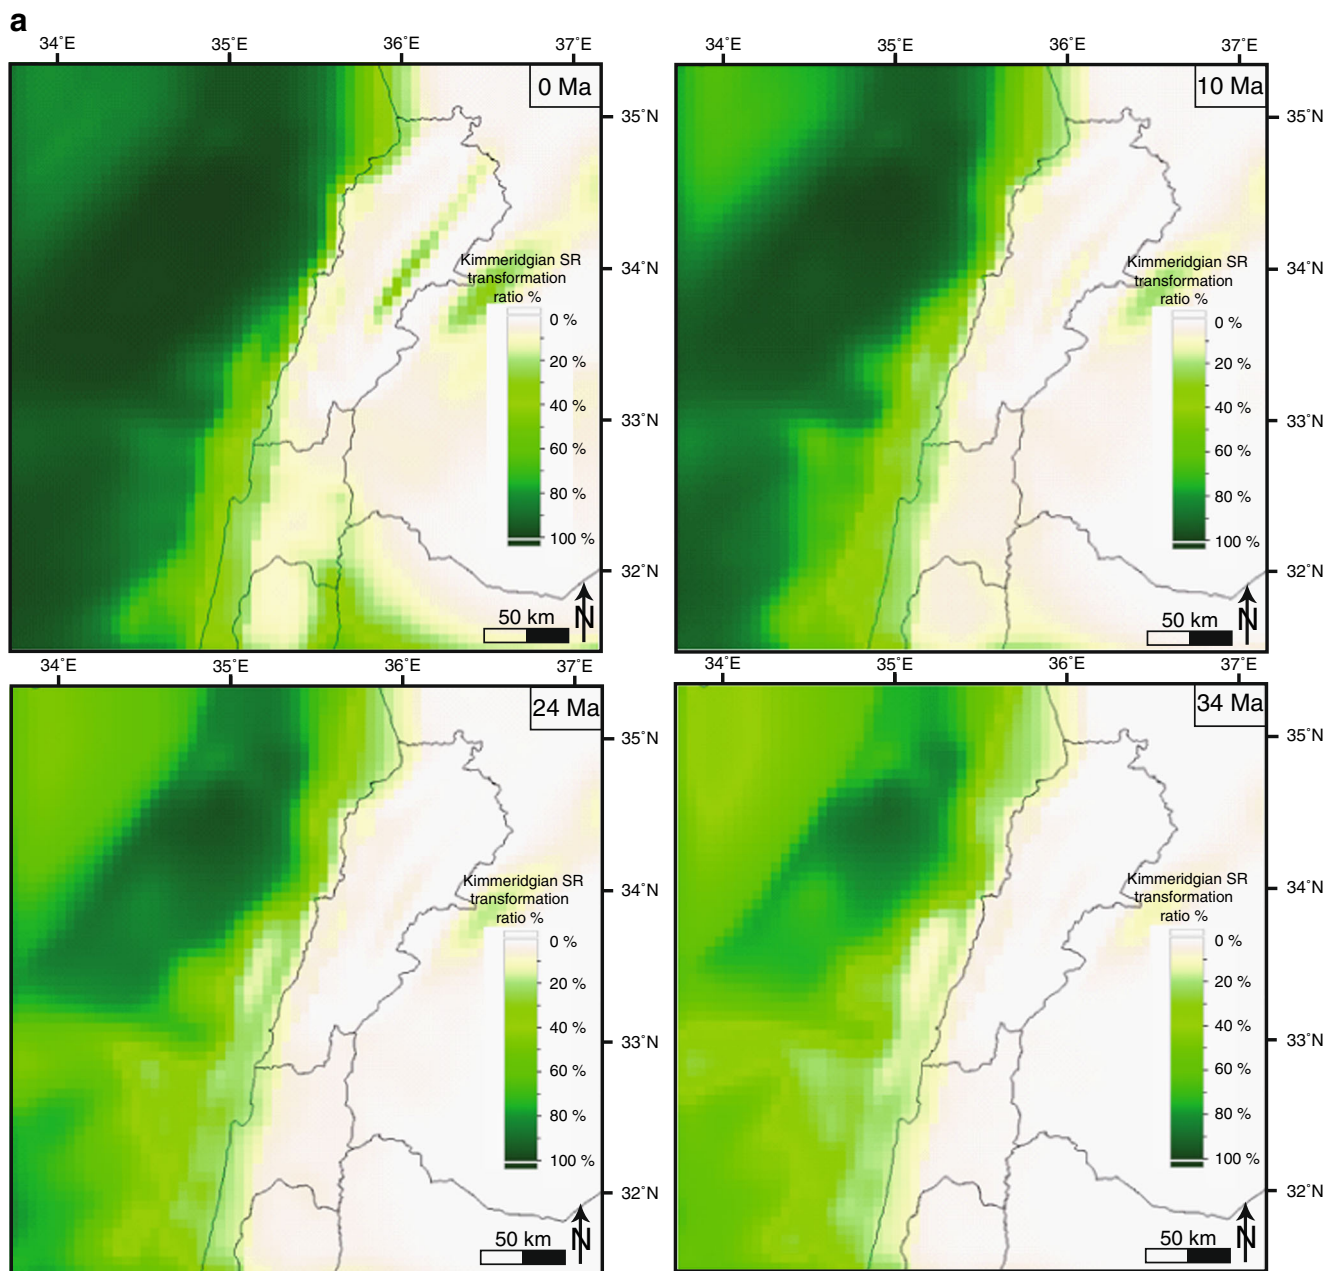 a
34°E 35°E 36°E 37°E
0 Ma
35°N
34°N
33°N
32°N
Kimmeridgian SR
transformation
ratio %
0 %
20 %
40 %
60 %
80 %
100 %
50 km
N
34°E 35°E 36°E 37°E
10 Ma
35°N
34°N
33°N
32°N
Kimmeridgian SR
transformation
ratio %
0 %
20 %
40 %
60 %
80 %
100 %
50 km
N
34°E 35°E 36°E 37°E
24 Ma
35°N
34°N
33°N
32°N
Kimmeridgian SR
transformation
ratio %
0 %
20 %
40 %
60 %
80 %
100 %
50 km
N
34°E 35°E 36°E 37°E
34 Ma
35°N
34°N
33°N
32°N
Kimmeridgian SR
transformation
ratio %
0 %
20 %
40 %
60 %
80 %
100 %
50 km
N